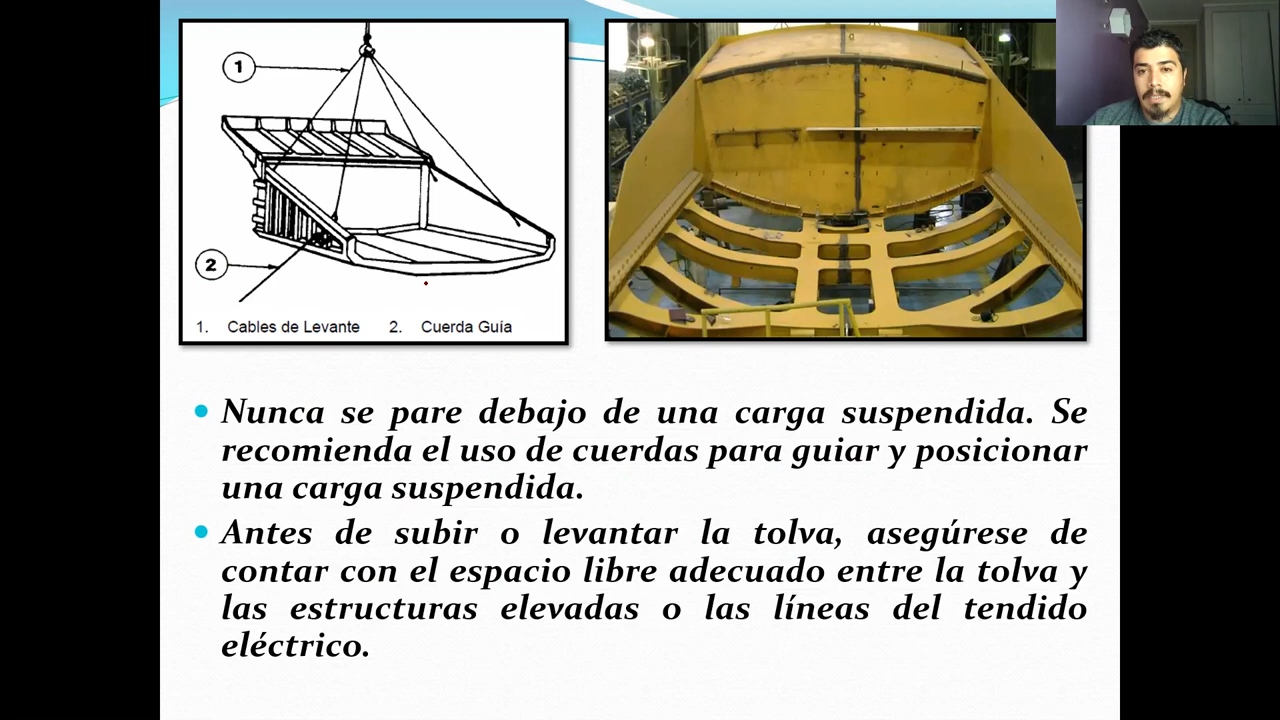 1
2
1. Cables de Levante 2. Cuerda Guía
Nunca se pare debajo de una carga suspendida. Se
recomienda el uso de cuerdas para guiar y posicionar
una carga suspendida.
Antes de subir o levantar la tolva, asegúrese de
contar con el espacio libre adecuado entre la tolva y
las estructuras elevadas o las líneas del tendido
eléctrico.